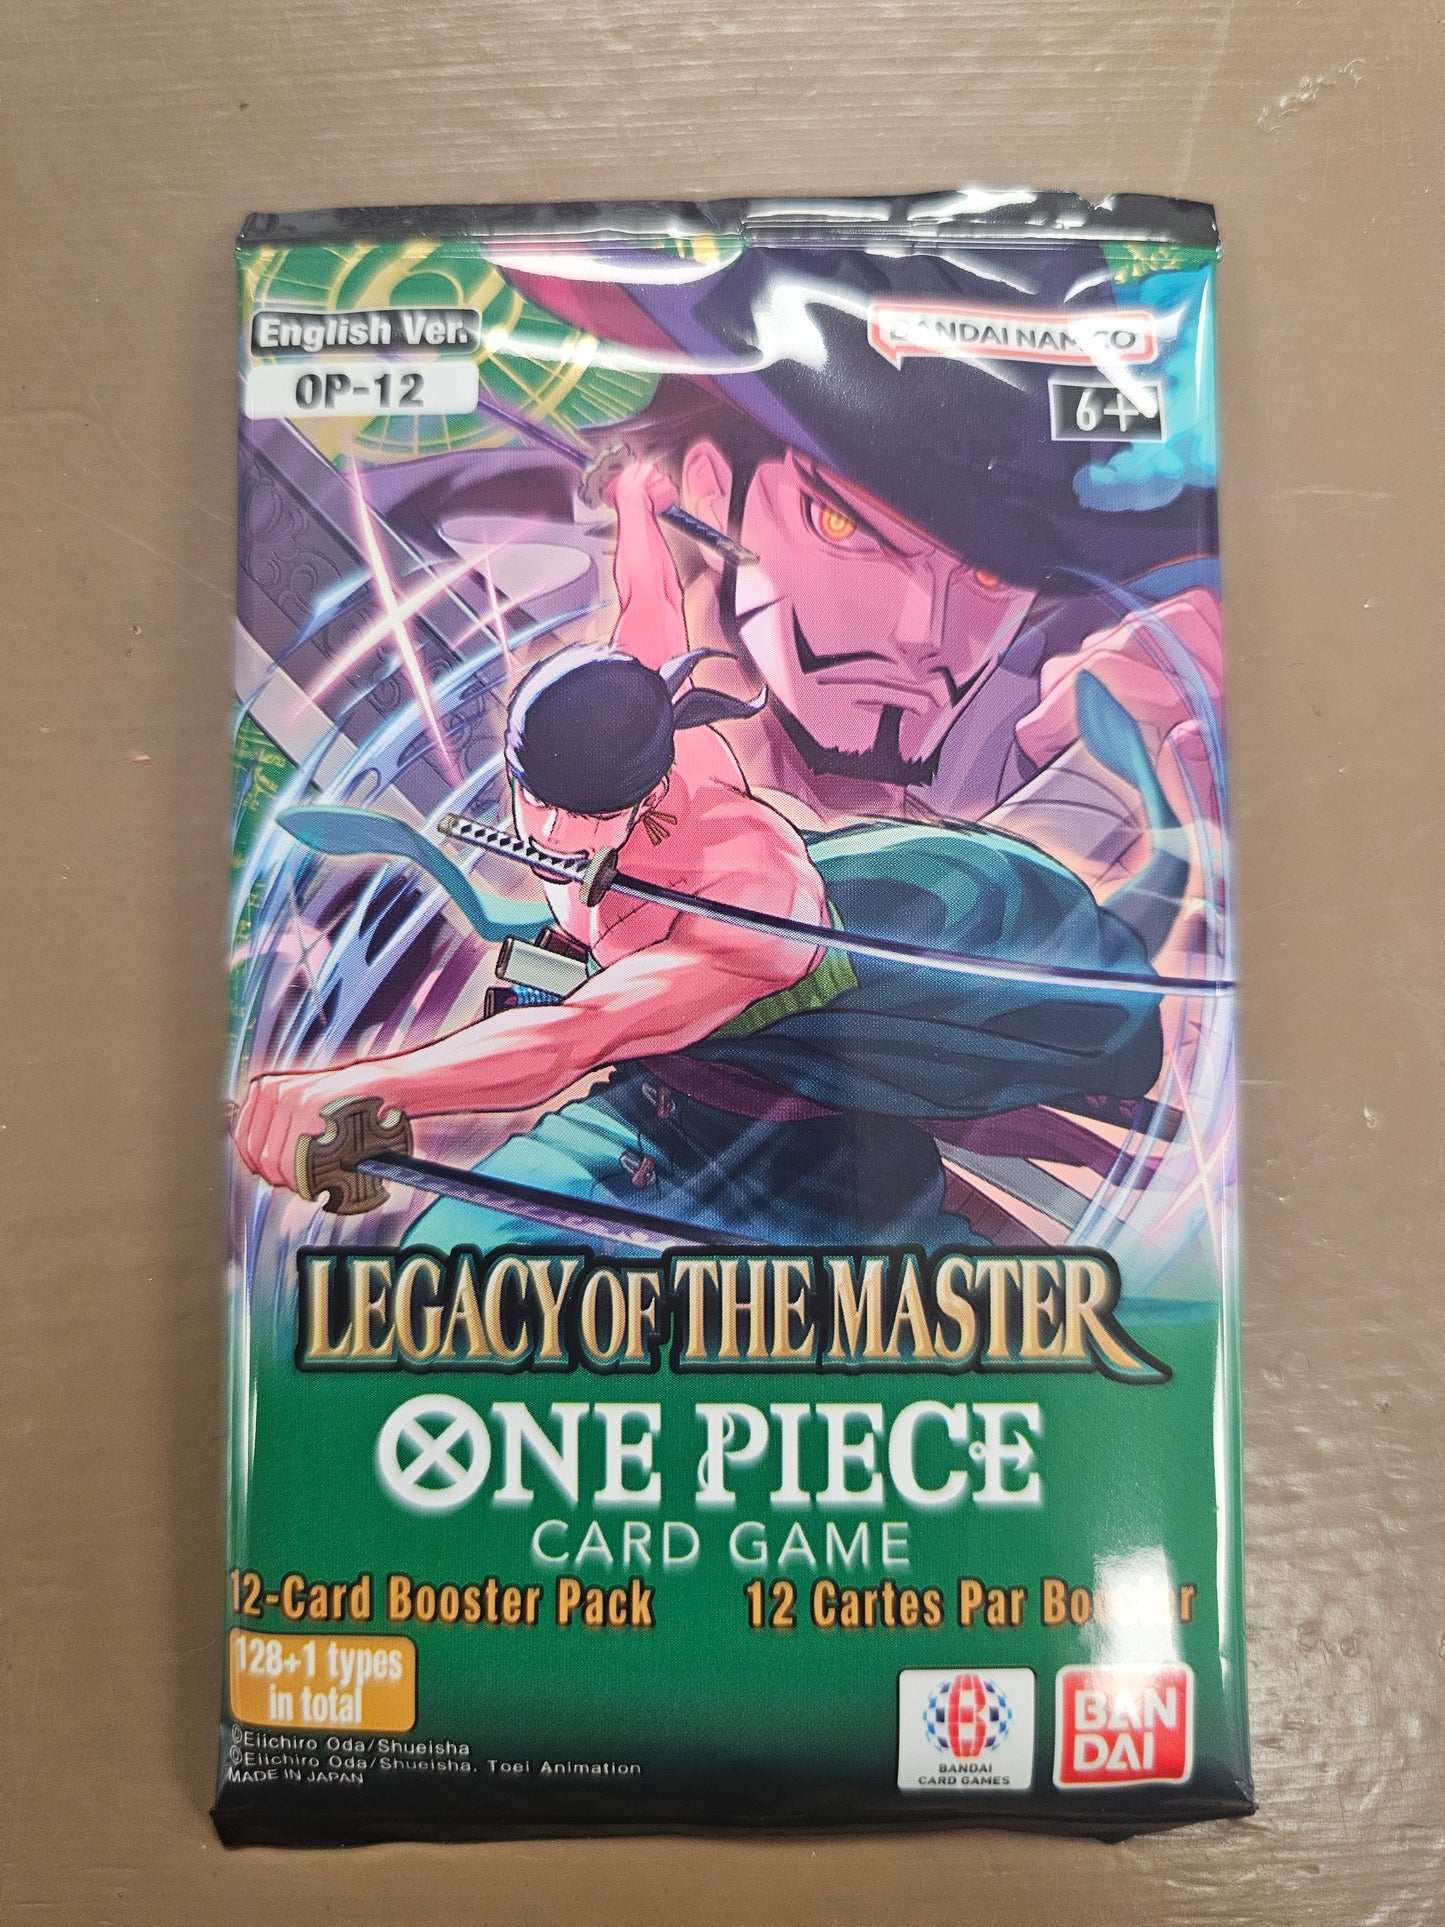 English Ver.
OP-12
BANDAI NAMCO
6+
LEGACY OF THE MASTER
ONE PIECE
CARD GAME
12-Card Booster Pack
12 Cartes Par Booster
128+1 types
in total
©Eiichiro Oda/Shueisha
©Eiichiro Oda/Shueisha, Toei Animation
MADE IN JAPAN
B
BANDAI
CARD GAMES
BAN
DAI